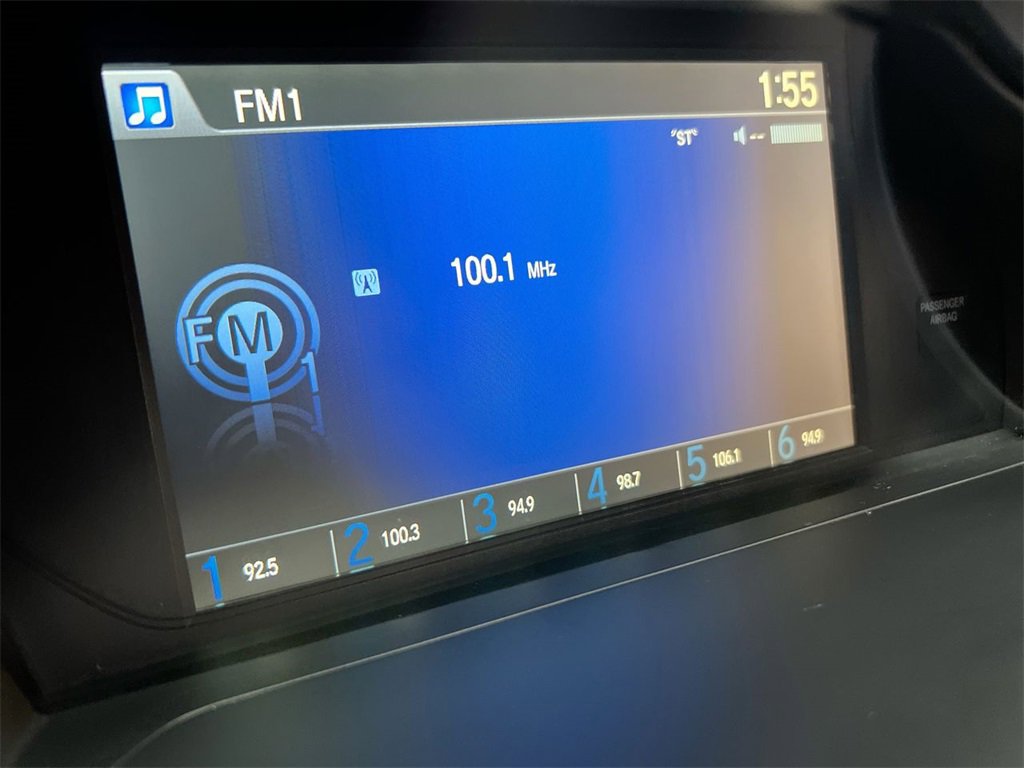 FM1
1:55
"ST"
--
100.1 MHz
FM
1
PASSENGER
AIRBAG
1 92.5
2 100.3
3 94.9
4 98.7
5 106.1
6 94.9